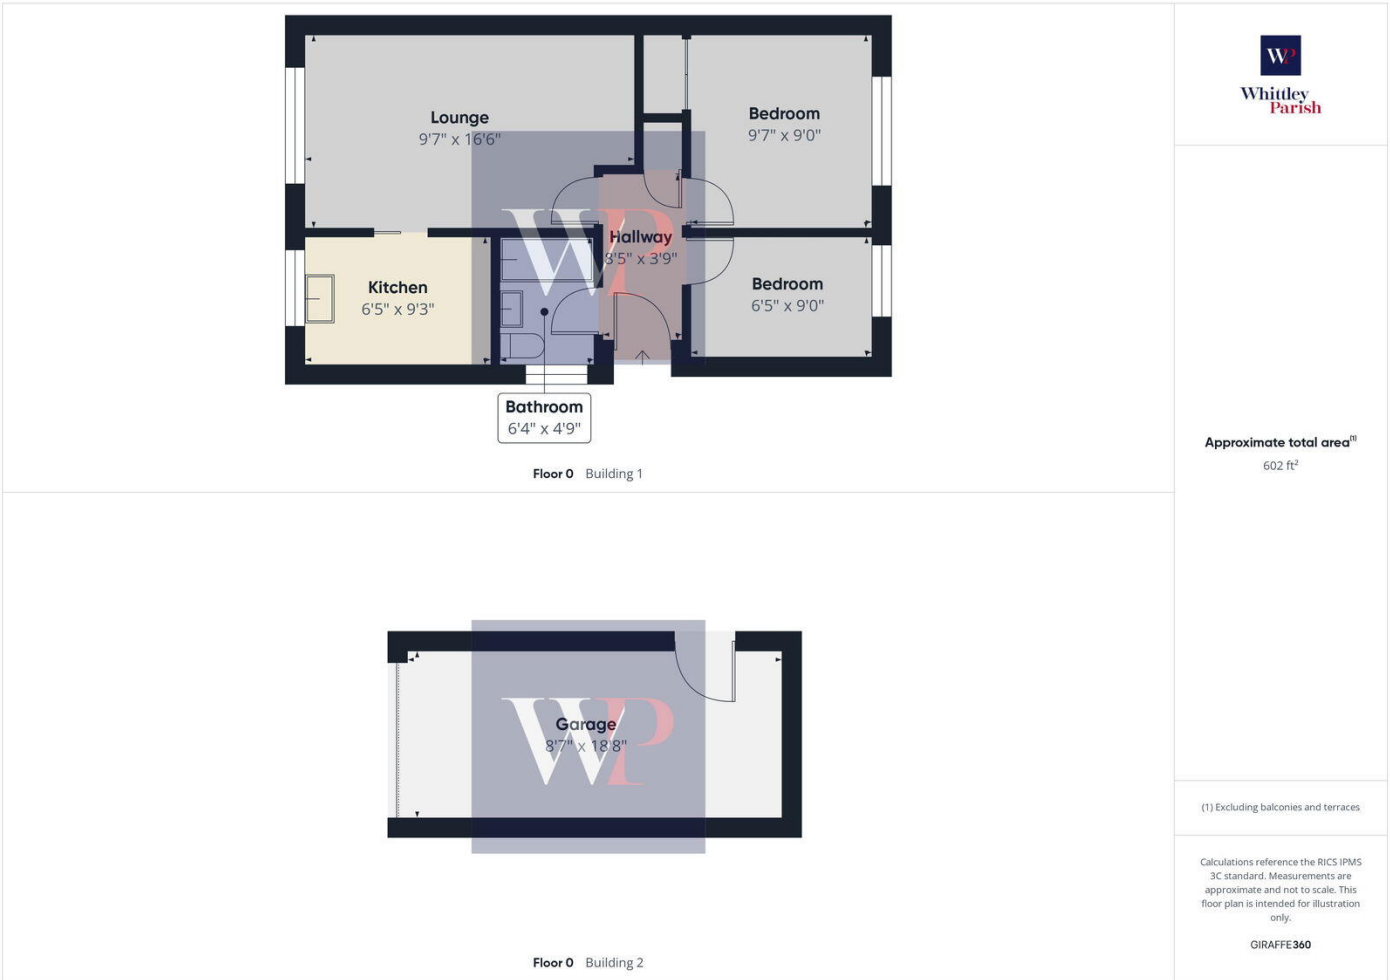 Lounge
9'7" x 16'6"
Bedroom
9'7" x 9'0"
Hallway
8'5" x 3'9"
Kitchen
6'5" x 9'3"
Bedroom
6'5" x 9'0"
Bathroom
6'4" x 4'9"
WP
Floor 0 Building 1
Garage
8'7" x 18'8"
WP
Floor 0 Building 2
WP
Whittley
Parish
Approximate total area⁽¹⁾
602 ft²
(1) Excluding balconies and terraces
Calculations reference the RICS IPMS
3C standard. Measurements are
approximate and not to scale. This
floor plan is intended for illustration
only.
GIRAFFE360